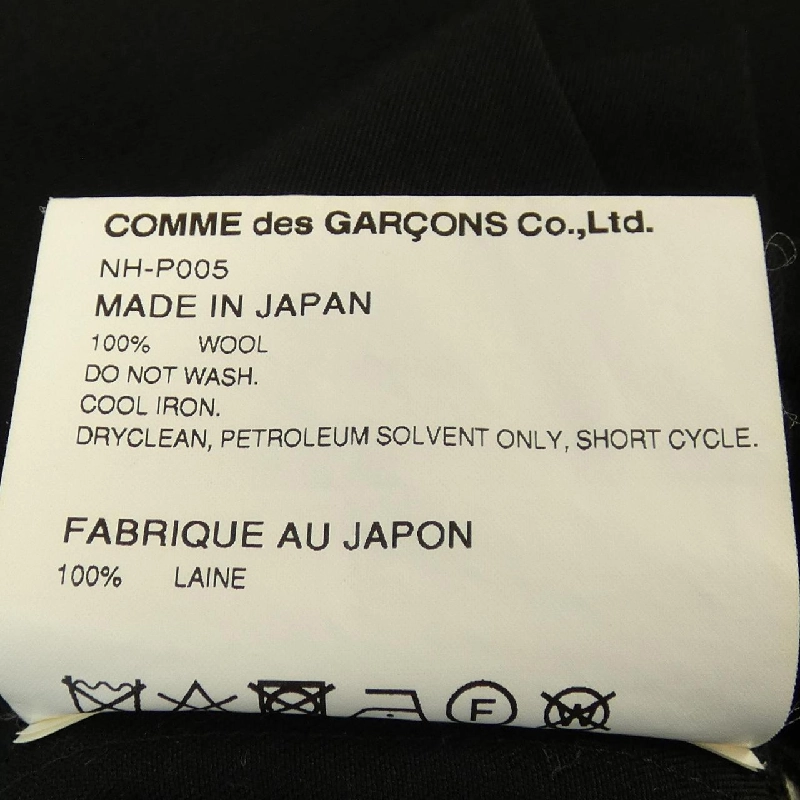 COMME des GARÇONS Co.,Ltd.
NH-P005
MADE IN JAPAN
100% WOOL
DO NOT WASH.
COOL IRON.
DRYCLEAN, PETROLEUM SOLVENT ONLY, SHORT CYCLE.
FABRIQUE AU JAPON
100% LAINE
F W